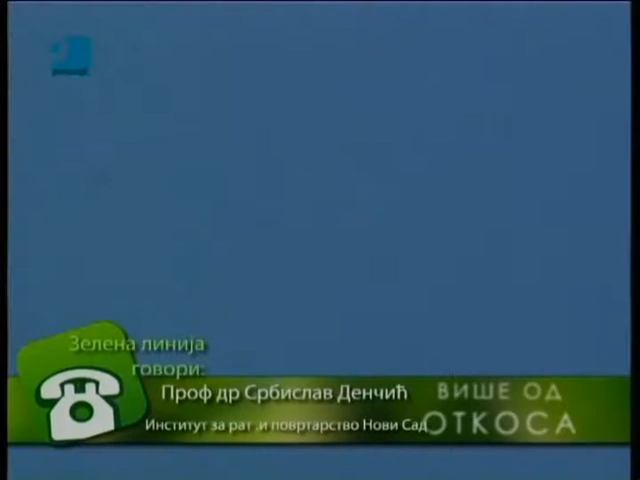 Зелена линија
говори:
Проф др Србислав Денчић
Институт за рат .и повртарство Нови Сад
ВИШЕ ОД
ОТКОСА